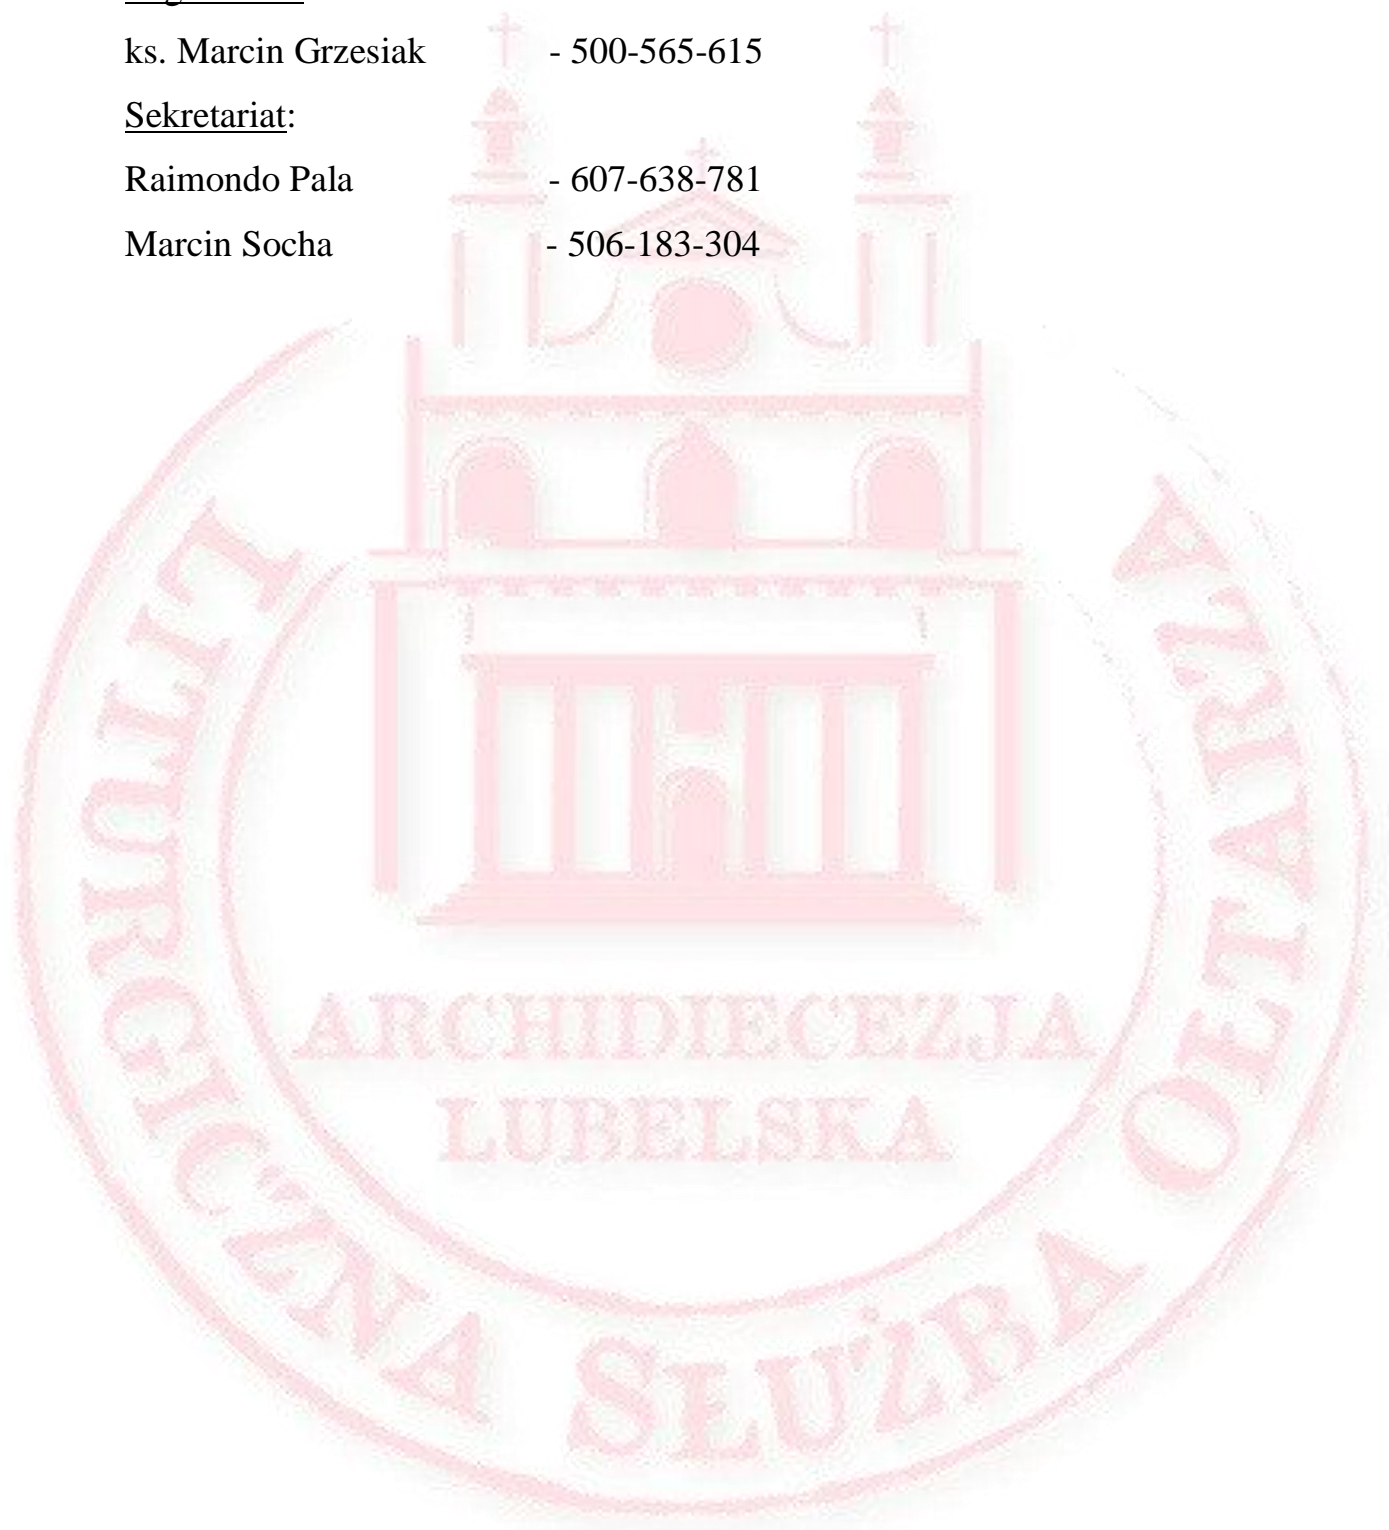 ks. Marcin Grzesiak - 500-565-615
Sekretariat:
Raimondo Pala - 607-638-781
Marcin Socha - 506-183-304
LITURGICZNA SŁUŻBA OŁTARZA
ARCHIDIECEZJA
LUBELSKA